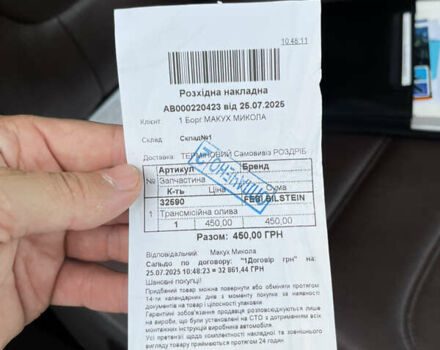 10:48:11
Розхідна накладна
АВ000220423 від 25.07.2025
Клієнт: 1 Борг МАКУХ МИКОЛА
Склад Склад№1
Доставка: ТЕРМІНОВИЙ Самовивіз РОЗДРІБ
Артикул Бренд
№ Запчастина
К-ть Ціна Сума
32590 FEBI BILSTEIN
1 Трансмісійна олива
1 450,00 450,00
Разом: 450,00 ГРН
Відповідальний: Макух Микола
Сальдо по договору: "1Договір грн" на:
25.07.2025 10:48:23 = 32 861,44 ГРН
Шановні покупці!
Придбаний товар можна повернути або обміняти протягом
14-ти календарних днів з моменту покупки за наявності
документів на товар і цілосності упаковки
Гарантійні зобов'язання продавця розповсюджуються лише
на вироби, що були установлені на СТО з дотриманням всіх
монтажних інструкцій виробника автомобіля.
Усі претензії щодо комплектності накладної та зовнішнього
вигляду товару приймаються протягом 24 годин